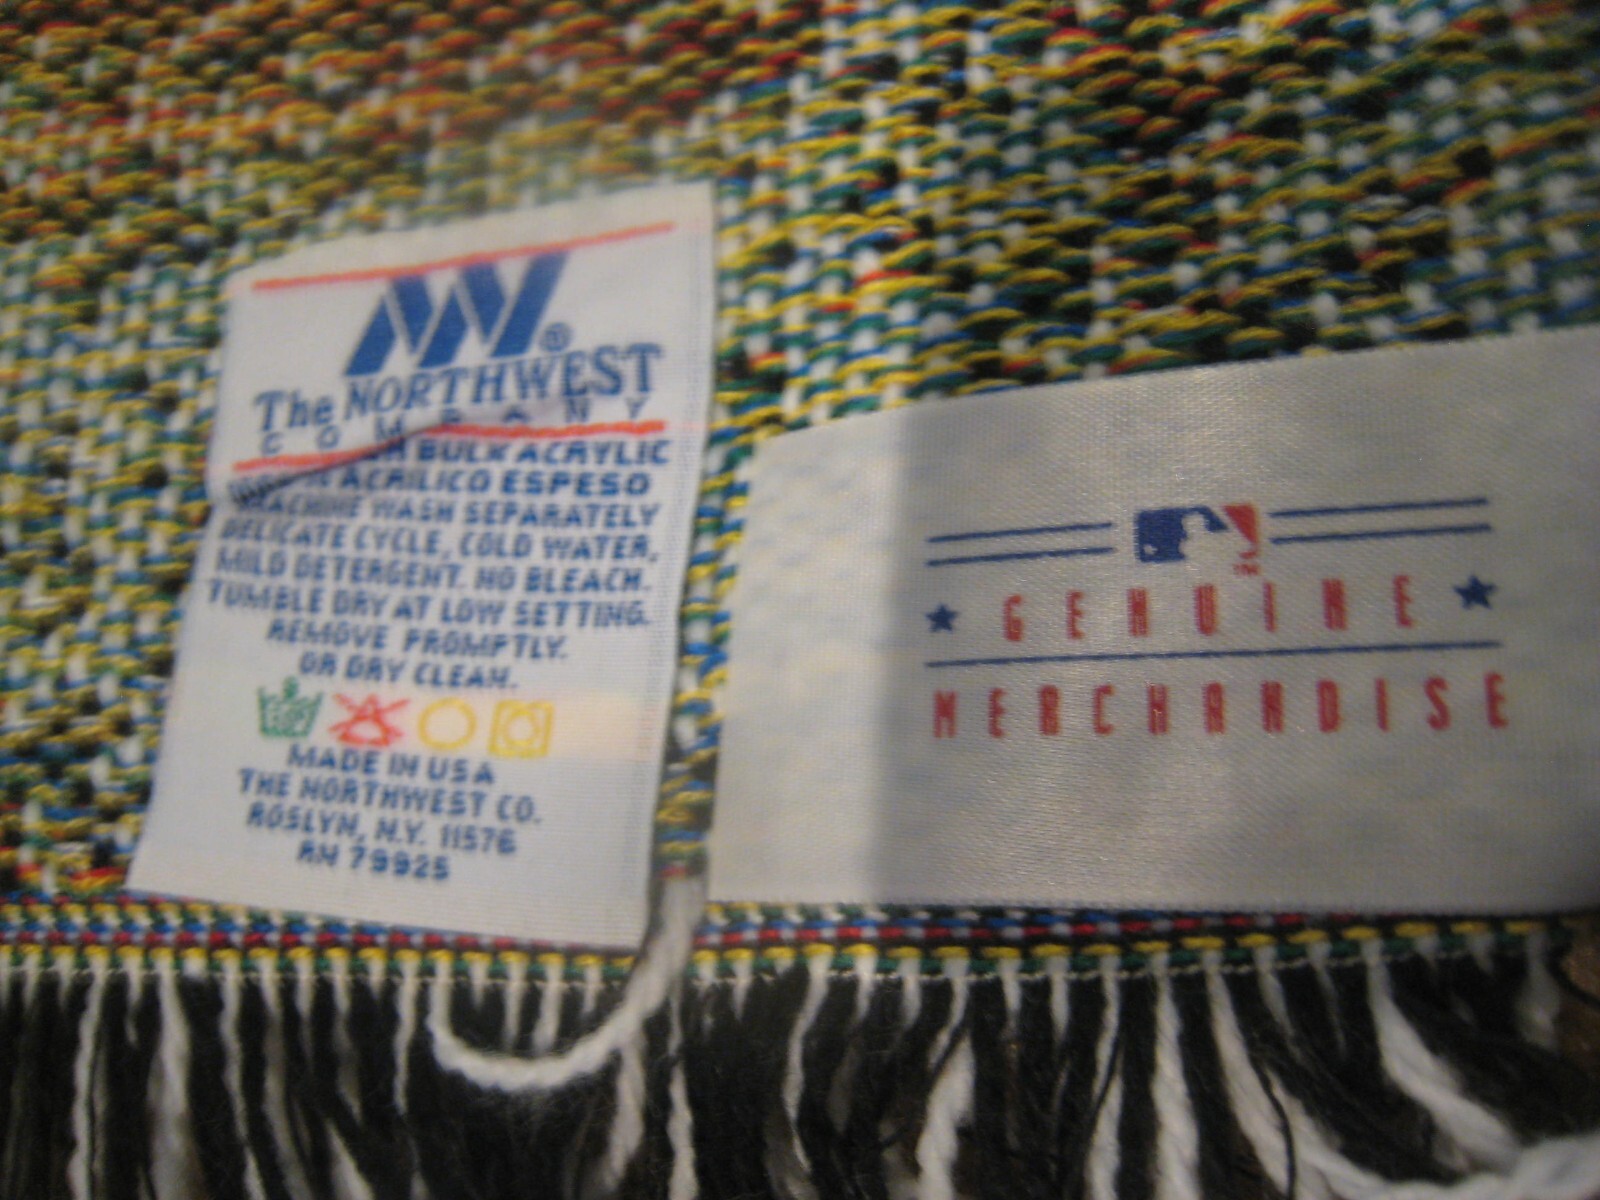 The NORTHWEST
COMPANY
BULK ACRYLIC
ACRILICO ESPESO
MACHINE WASH SEPARATELY
DELICATE CYCLE, COLD WATER,
MILD DETERGENT. NO BLEACH.
TUMBLE DRY AT LOW SETTING.
REMOVE PROMPTLY.
OR DRY CLEAN.
MADE IN USA
THE NORTHWEST CO.
ROSLYN, N.Y. 11576
RN 79925
TM
GENUINE
MERCHANDISE